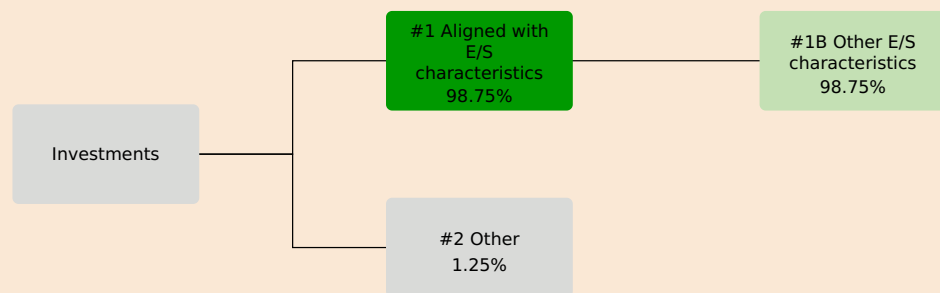 #1 Aligned with
E/S
characteristics
98.75%
#1B Other E/S
characteristics
98.75%
Investments
#2 Other
1.25%